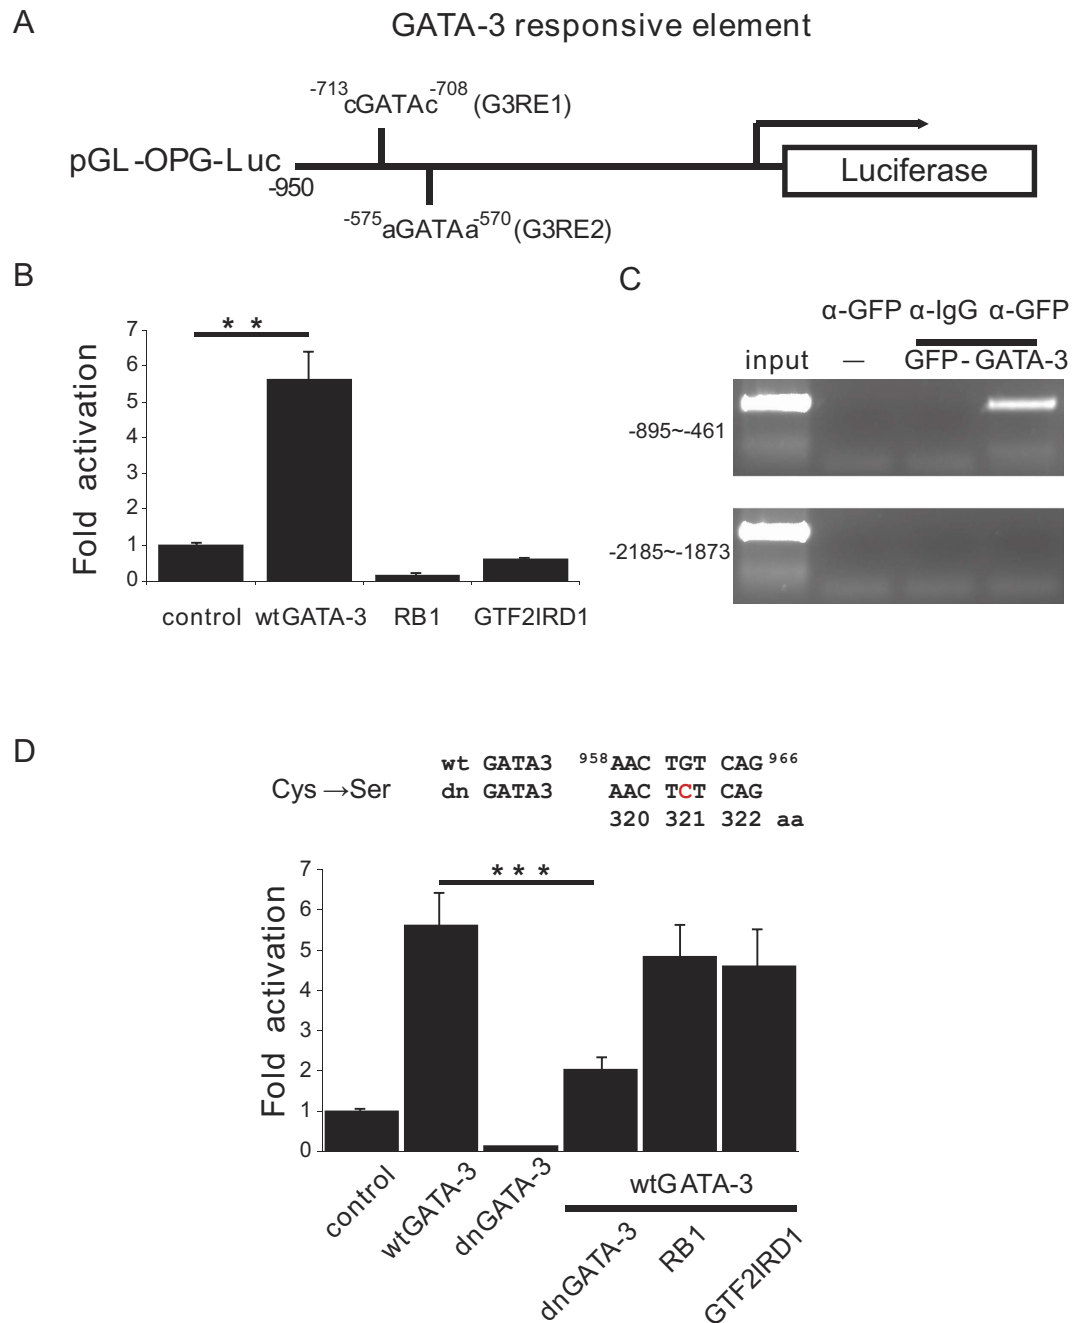 A
GATA-3 responsive element
-713cGATAc-708 (G3RE1)
pGL-OPG-Luc
-950
Luciferase
-575aGATAa-570 (G3RE2)
B
Fold activation
7
6
5
4
3
2
1
0
* *
control wtGATA-3 RB1 GTF2IRD1
C
α-GFP α-IgG α-GFP
input — GFP-GATA-3
-895~-461
-2185~-1873
D
Cys →Ser
wt GATA3 958AAC TGT CAG966
dn GATA3 AAC TCT CAG
320 321 322 aa
Fold activation
7
6
5
4
3
2
1
0
* * *
control
wtGATA-3
dnGATA-3
wtGATA-3
dnGATA-3
RB1
GTF2IRD1